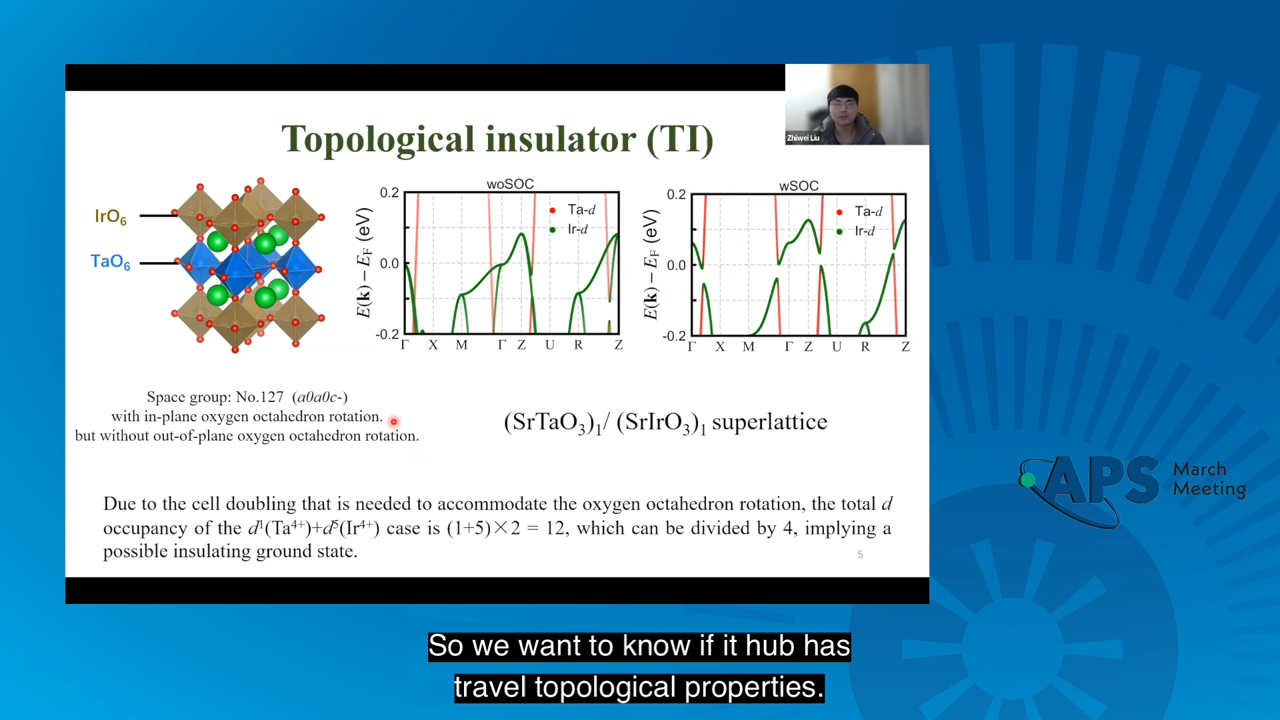 Zhiwei Liu
Topological insulator (TI)
IrO₆
TaO₆
woSOC
0.2
0.0
-0.2
E(k) − E_F (eV)
Ta-d
Ir-d
Γ X M Γ Z U R Z
wSOC
0.2
0.0
-0.2
E(k) − E_F (eV)
Ta-d
Ir-d
Γ X M Γ Z U R Z
Space group: No.127 (a0a0c-)
with in-plane oxygen octahedron rotation.
but without out-of-plane oxygen octahedron rotation.
(SrTaO₃)₁/ (SrIrO₃)₁ superlattice
Due to the cell doubling that is needed to accommodate the oxygen octahedron rotation, the total d
occupancy of the d¹(Ta⁴⁺)+d⁵(Ir⁴⁺) case is (1+5)×2 = 12, which can be divided by 4, implying a
possible insulating ground state.
5
APS March
Meeting
So we want to know if it hub has
travel topological properties.